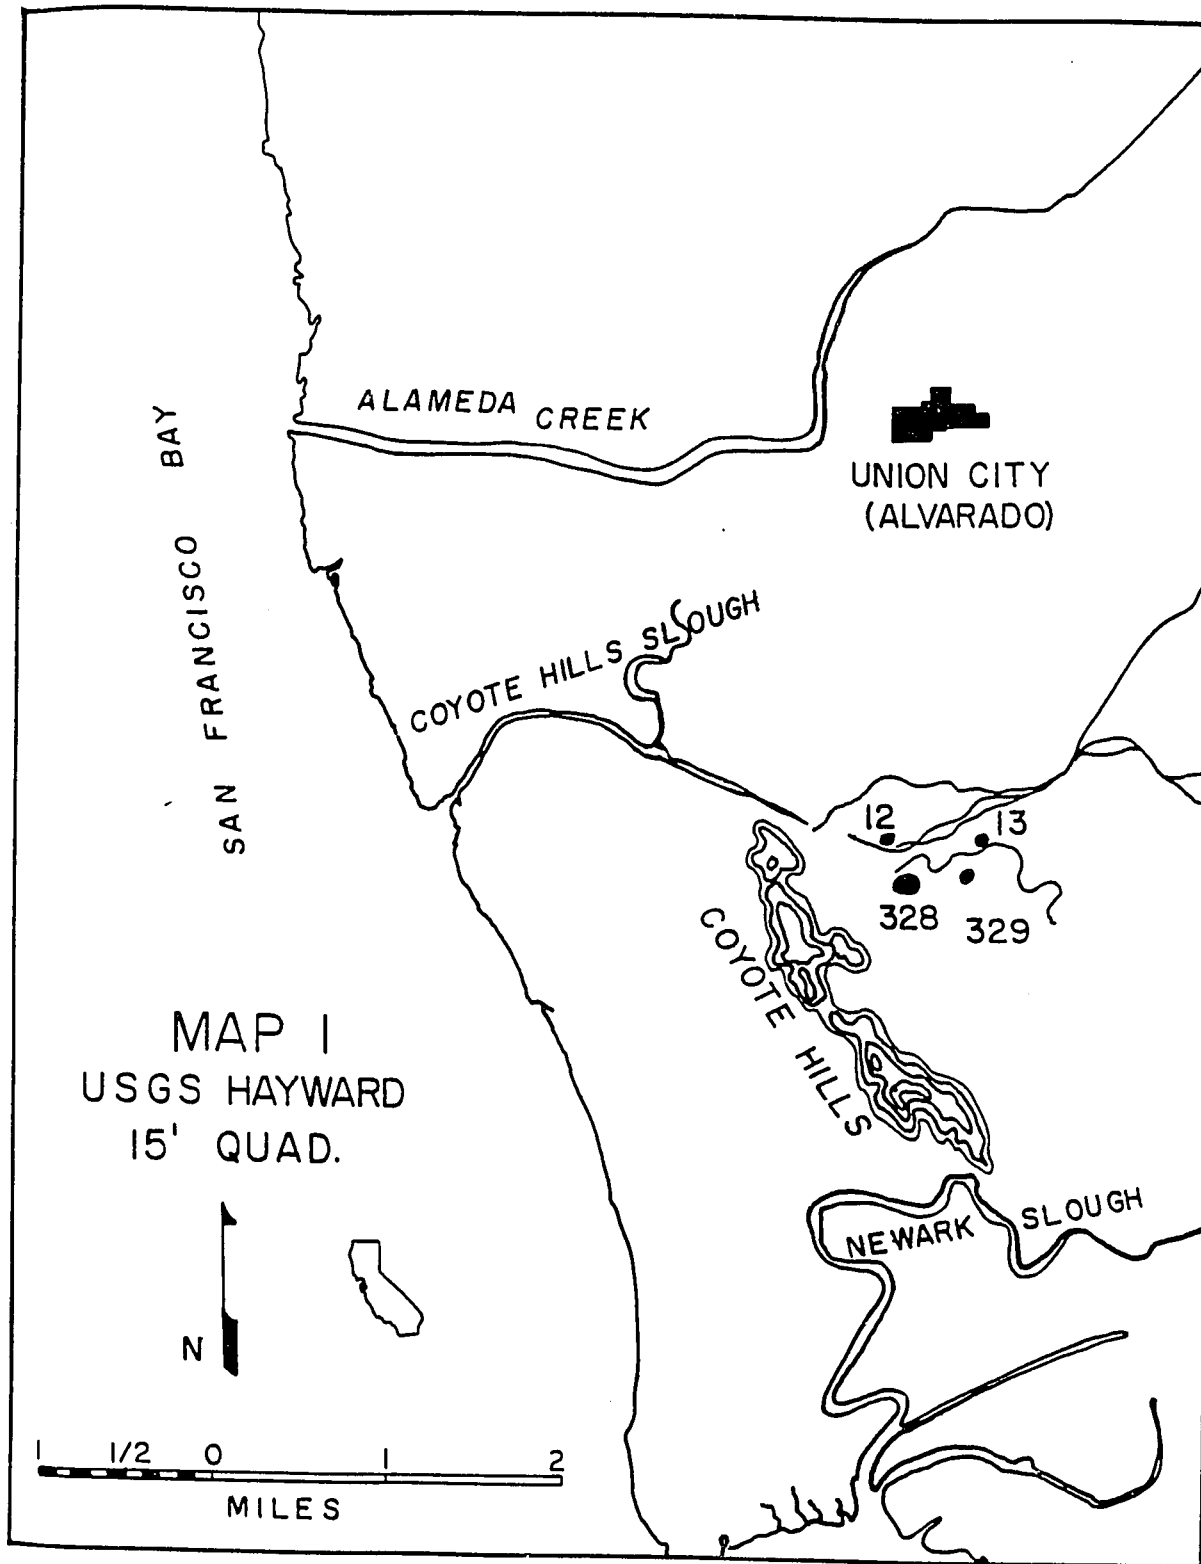 ALAMEDA CREEK
UNION CITY
(ALVARADO)
SAN FRANCISCO BAY
COYOTE HILLS SLOUGH
12
13
328
329
COYOTE HILLS
MAP 1
USGS HAYWARD
15' QUAD.
NEWARK SLOUGH
N
1 1/2 0 1 2
MILES